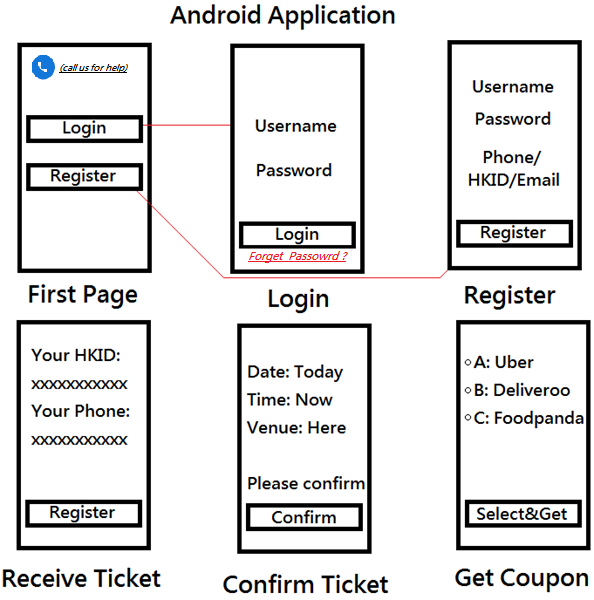 Android Application
(call us for help)
Login
Register
First Page
Username
Password
Login
Forget Passowrd ?
Login
Username
Password
Phone/
HKID/Email
Register
Register
Your HKID:
xxxxxxxxxxx
Your Phone:
xxxxxxxxxxx
Register
Receive Ticket
Date: Today
Time: Now
Venue: Here
Please confirm
Confirm
Confirm Ticket
A: Uber
B: Deliveroo
C: Foodpanda
Select&Get
Get Coupon